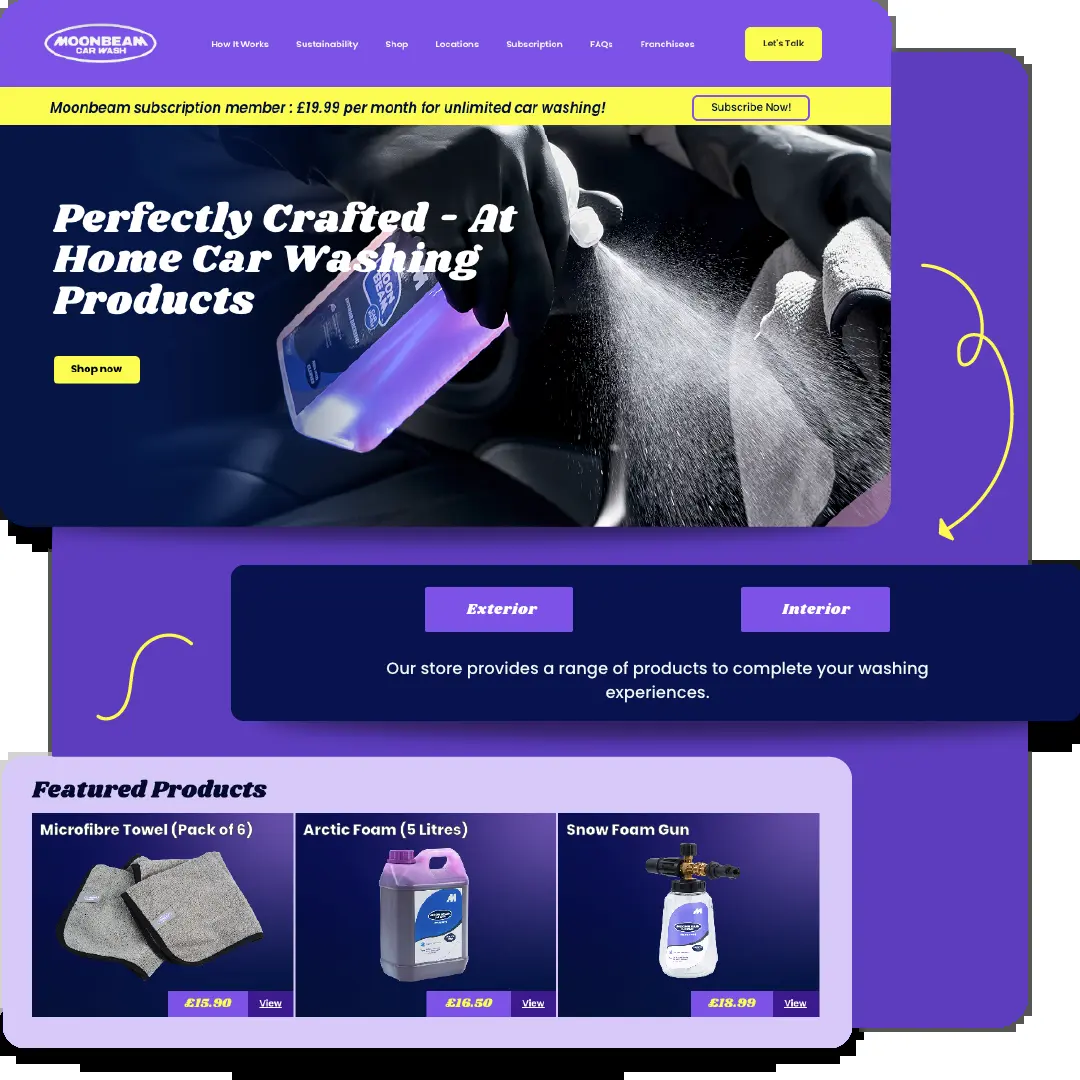 MOONBEAM
CAR WASH
How It Works Sustainability Shop Locations Subscription FAQs Franchisees Let's Talk
Moonbeam subscription member : £19.99 per month for unlimited car washing! Subscribe Now!
Perfectly Crafted - At
Home Car Washing
Products
MOON
BEAM
Shop now
Exterior Interior
Our store provides a range of products to complete your washing
experiences.
Featured Products
Microfibre Towel (Pack of 6) Arctic Foam (5 Litres) Snow Foam Gun
£15.90 View £16.50 View £18.99 View